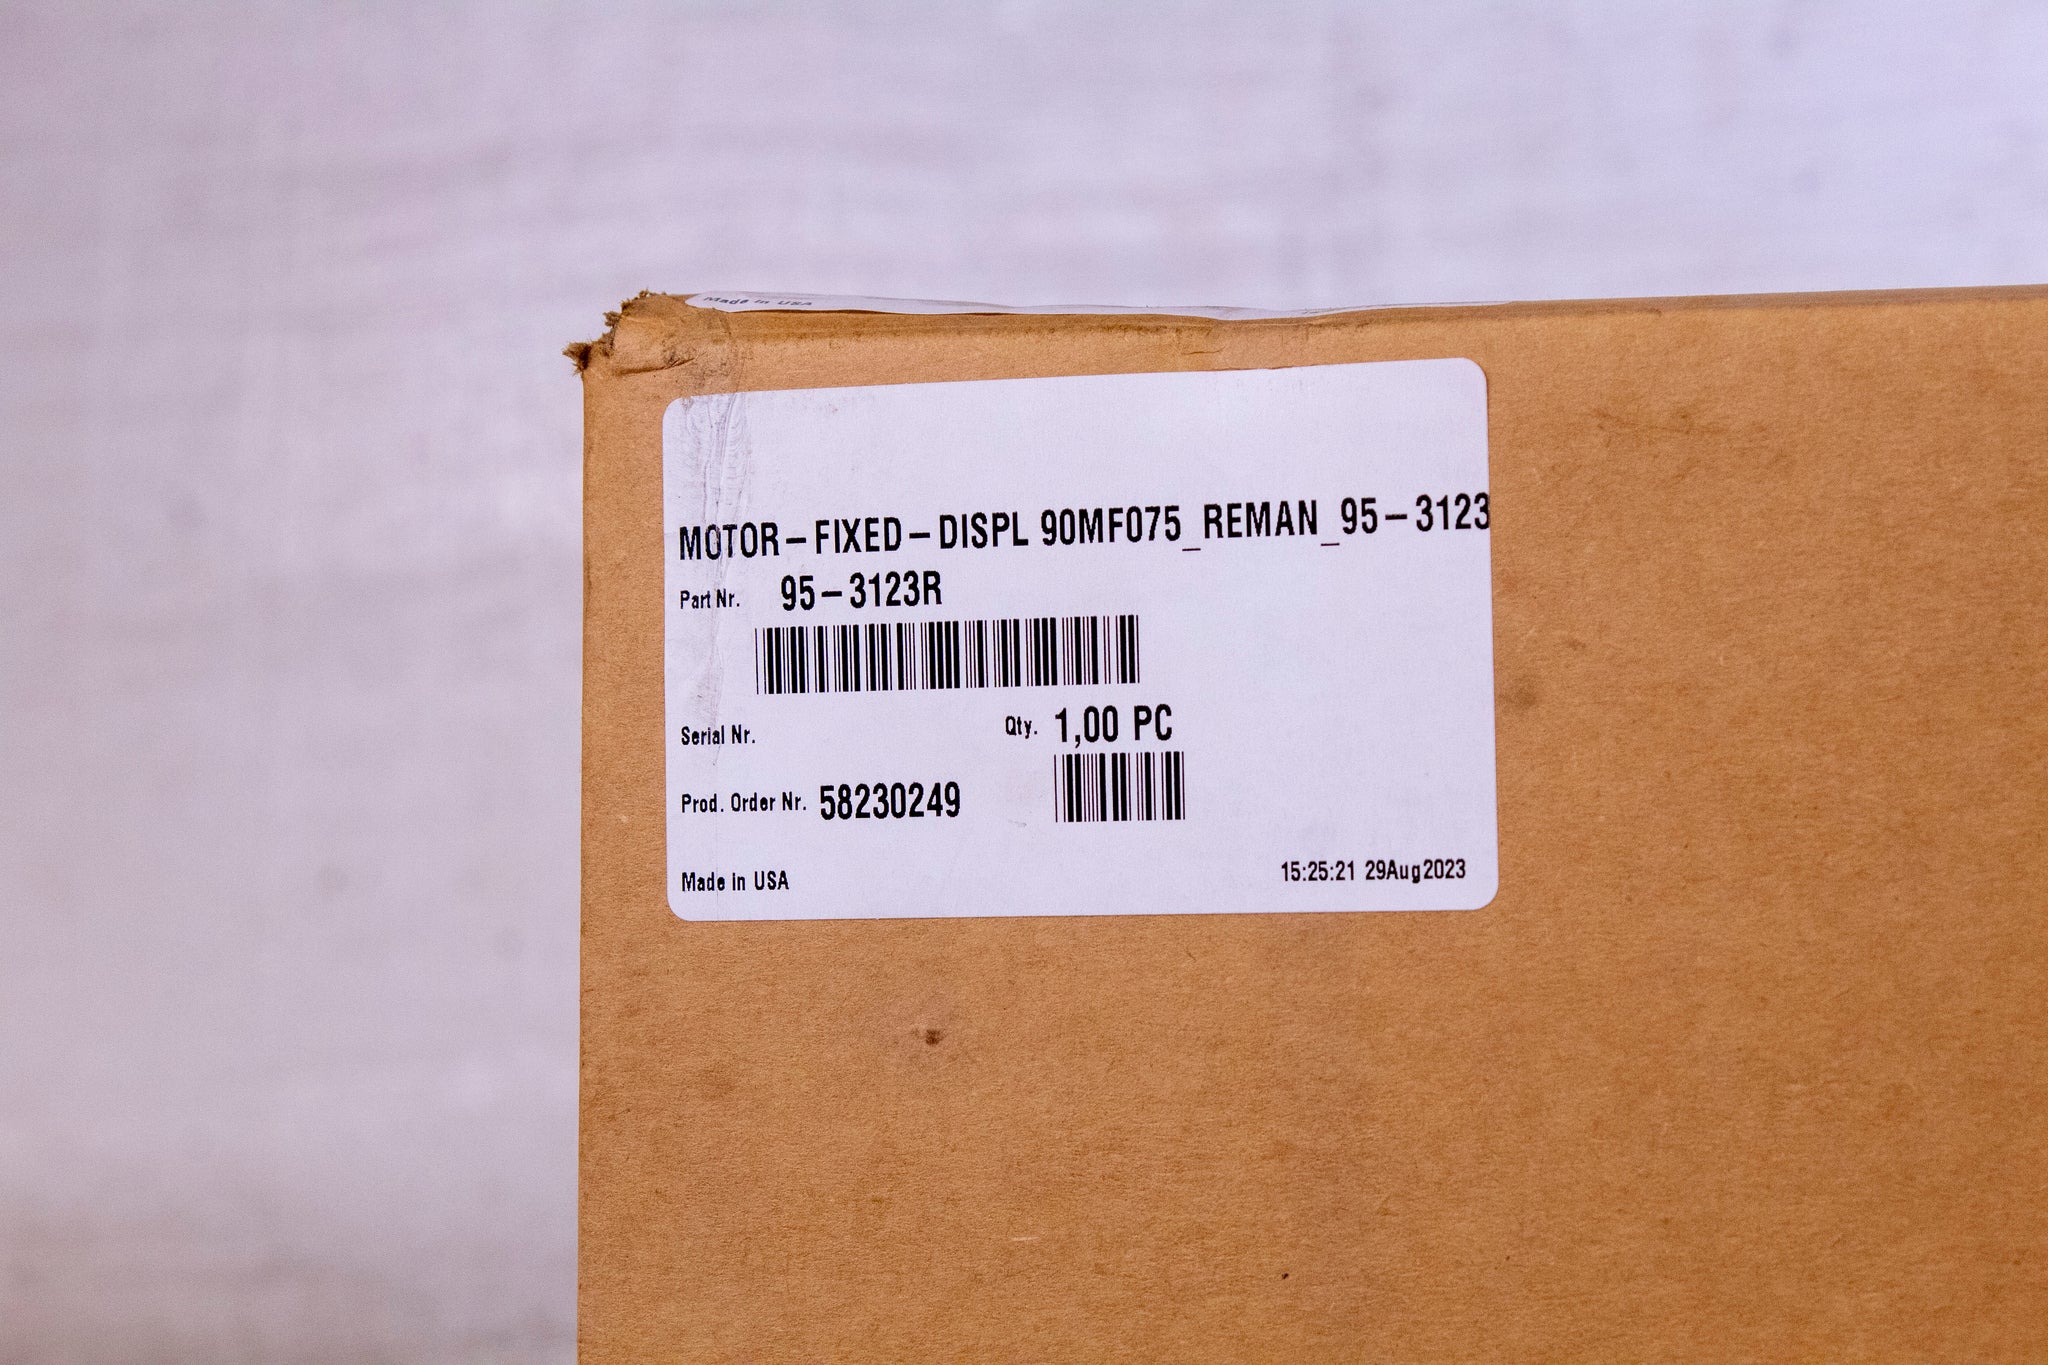 Made in USA
MOTOR-FIXED-DISPL 90MF075_REMAN_95-3123
Part Nr. 95-3123R
Serial Nr. Qty. 1,00 PC
Prod. Order Nr. 58230249
Made in USA 15:25:21 29Aug2023